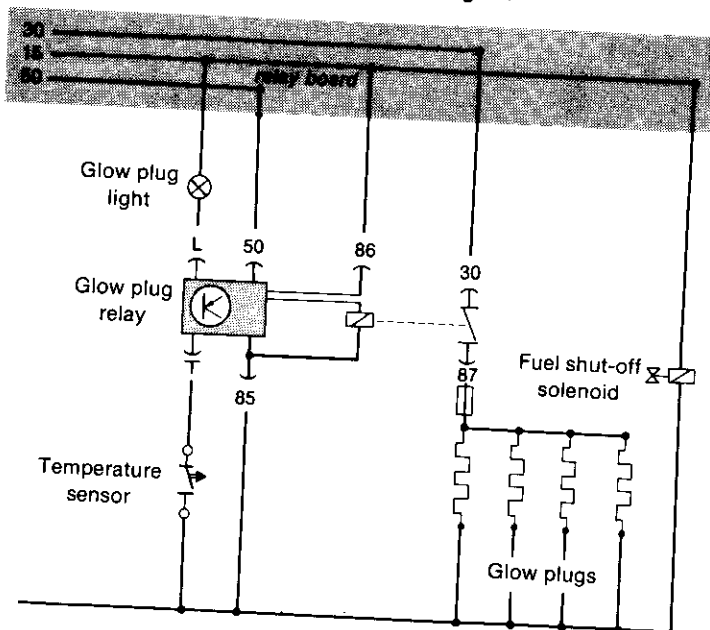 30
15
50
relay board
Glow plug
light
L
50
86
30
Glow plug
relay
T
85
87
Fuel shut-off
solenoid
Temperature
sensor
Glow plugs